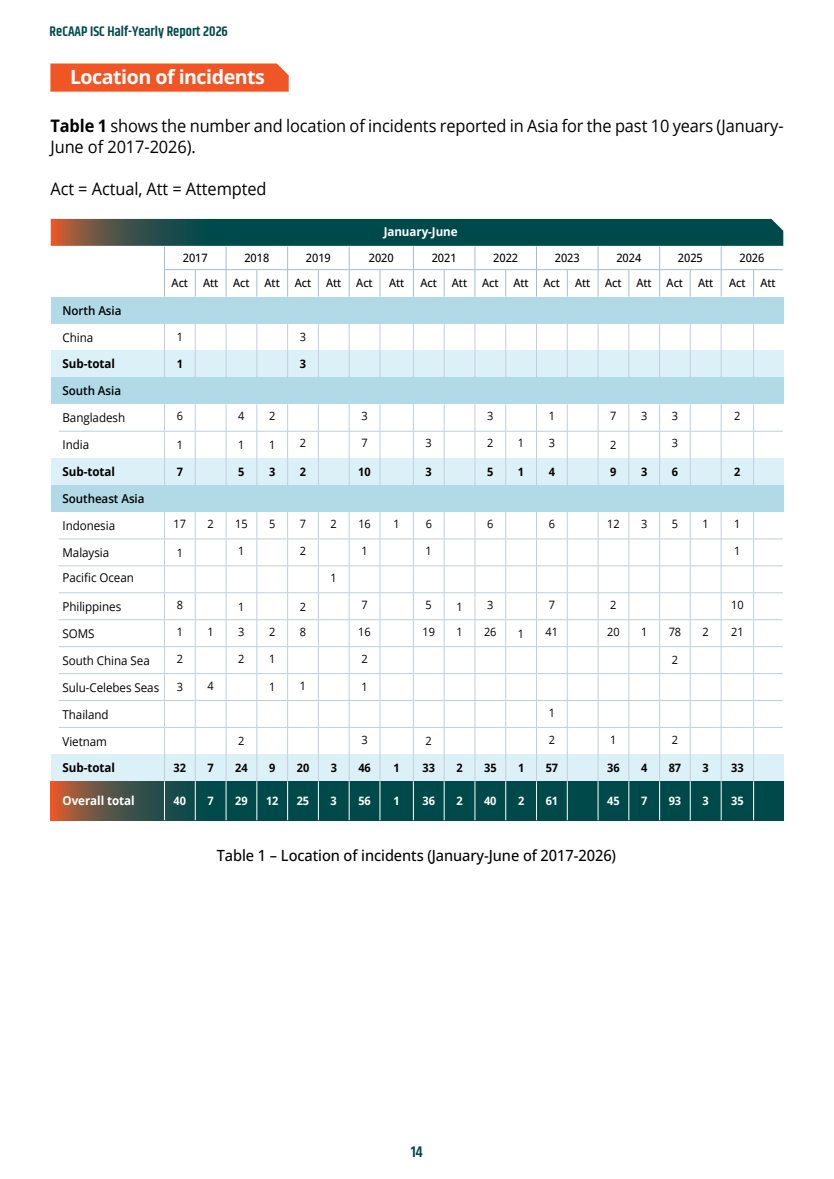 ReCAAP ISC Half-Yearly Report 2026
Location of incidents
Table 1 shows the number and location of incidents reported in Asia for the past 10 years (January-
June of 2017-2026).
Act = Actual, Att = Attempted
January-June
2017 2018 2019 2020 2021 2022 2023 2024 2025 2026
Act Att Act Att Act Att Act Att Act Att Act Att Act Att Act Att Act Att Act Att
North Asia
China 1 3
Sub-total 1 3
South Asia
Bangladesh 6 4 2 3 3 1 7 3 3 2
India 1 1 1 2 7 3 2 1 3 2 3
Sub-total 7 5 3 2 10 3 5 1 4 9 3 6 2
Southeast Asia
Indonesia 17 2 15 5 7 2 16 1 6 6 6 12 3 5 1 1
Malaysia 1 1 2 1 1 1
Pacific Ocean 1
Philippines 8 1 2 7 5 1 3 7 2 10
SOMS 1 1 3 2 8 16 19 1 26 1 41 20 1 78 2 21
South China Sea 2 2 1 2 2
Sulu-Celebes Seas 3 4 1 1 1
Thailand 1
Vietnam 2 3 2 2 1 2
Sub-total 32 7 24 9 20 3 46 1 33 2 35 1 57 36 4 87 3 33
Overall total 40 7 29 12 25 3 56 1 36 2 40 2 61 45 7 93 3 35
Table 1 – Location of incidents (January-June of 2017-2026)
14